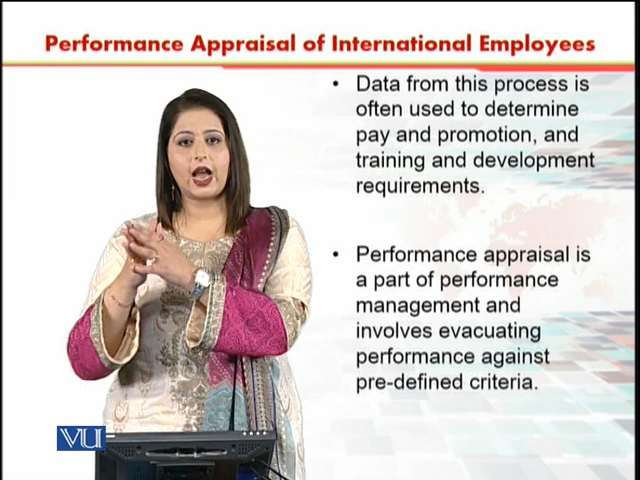 Performance Appraisal of International Employees
• Data from this process is
often used to determine
pay and promotion, and
training and development
requirements.
• Performance appraisal is
a part of performance
management and
involves evacuating
performance against
pre-defined criteria.
VU